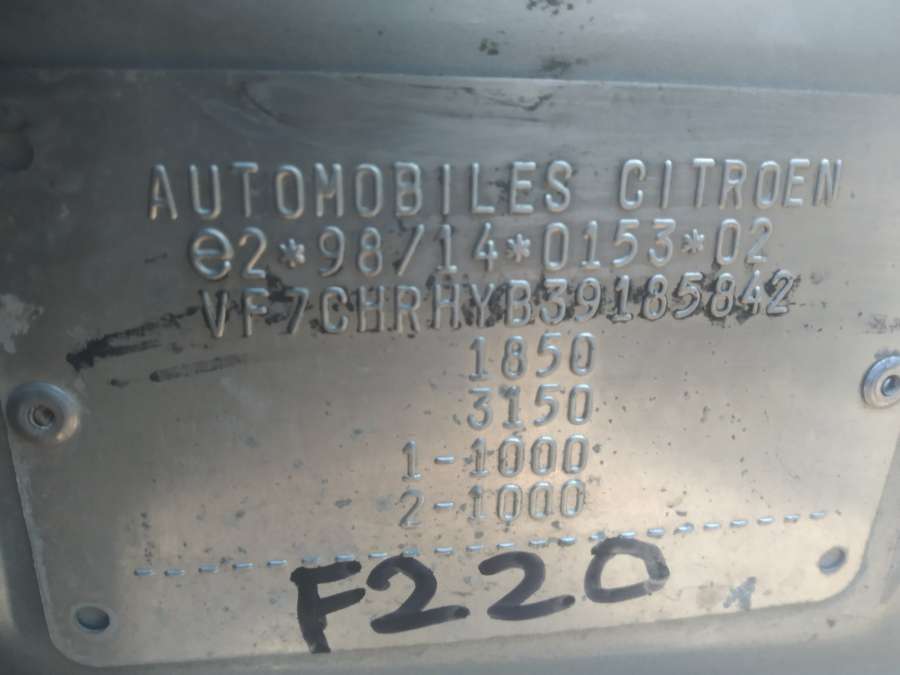 AUTOMOBILES CITROEN
e2*98/14*0153*02
VF7CHRHYB39185842
1850
3150
1-1000
2-1000
F220